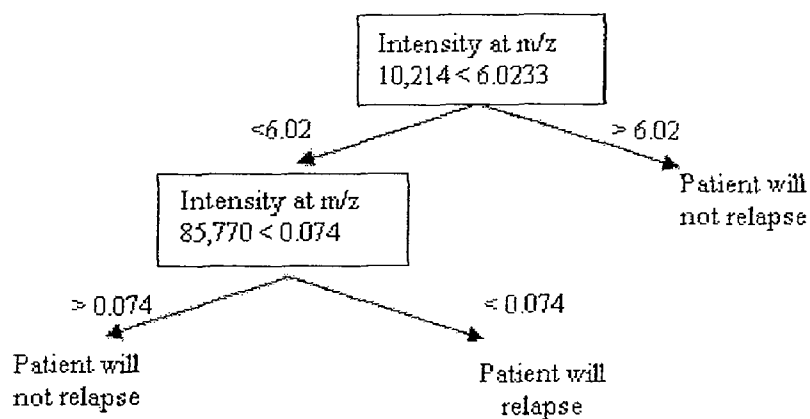 Intensity at m/z
10,214 < 6.0233
<6.02
> 6.02
Intensity at m/z
85,770 < 0.074
Patient will
not relapse
> 0.074
< 0.074
Patient will
not relapse
Patient will
relapse